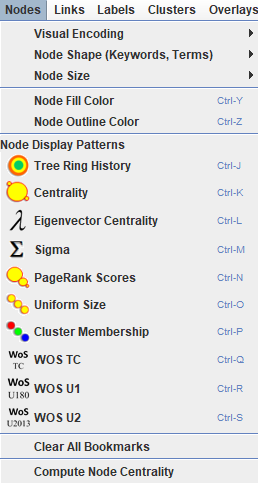 Nodes Links Labels Clusters Overlays
Visual Encoding
Node Shape (Keywords, Terms)
Node Size
Node Fill Color Ctrl-Y
Node Outline Color Ctrl-Z
Node Display Patterns
Tree Ring History Ctrl-J
Centrality Ctrl-K
λ Eigenvector Centrality Ctrl-L
Σ Sigma Ctrl-M
PageRank Scores Ctrl-N
Uniform Size Ctrl-O
Cluster Membership Ctrl-P
WoS TC WOS TC Ctrl-Q
WoS U180 WOS U1 Ctrl-R
WoS U2013 WOS U2 Ctrl-S
Clear All Bookmarks
Compute Node Centrality